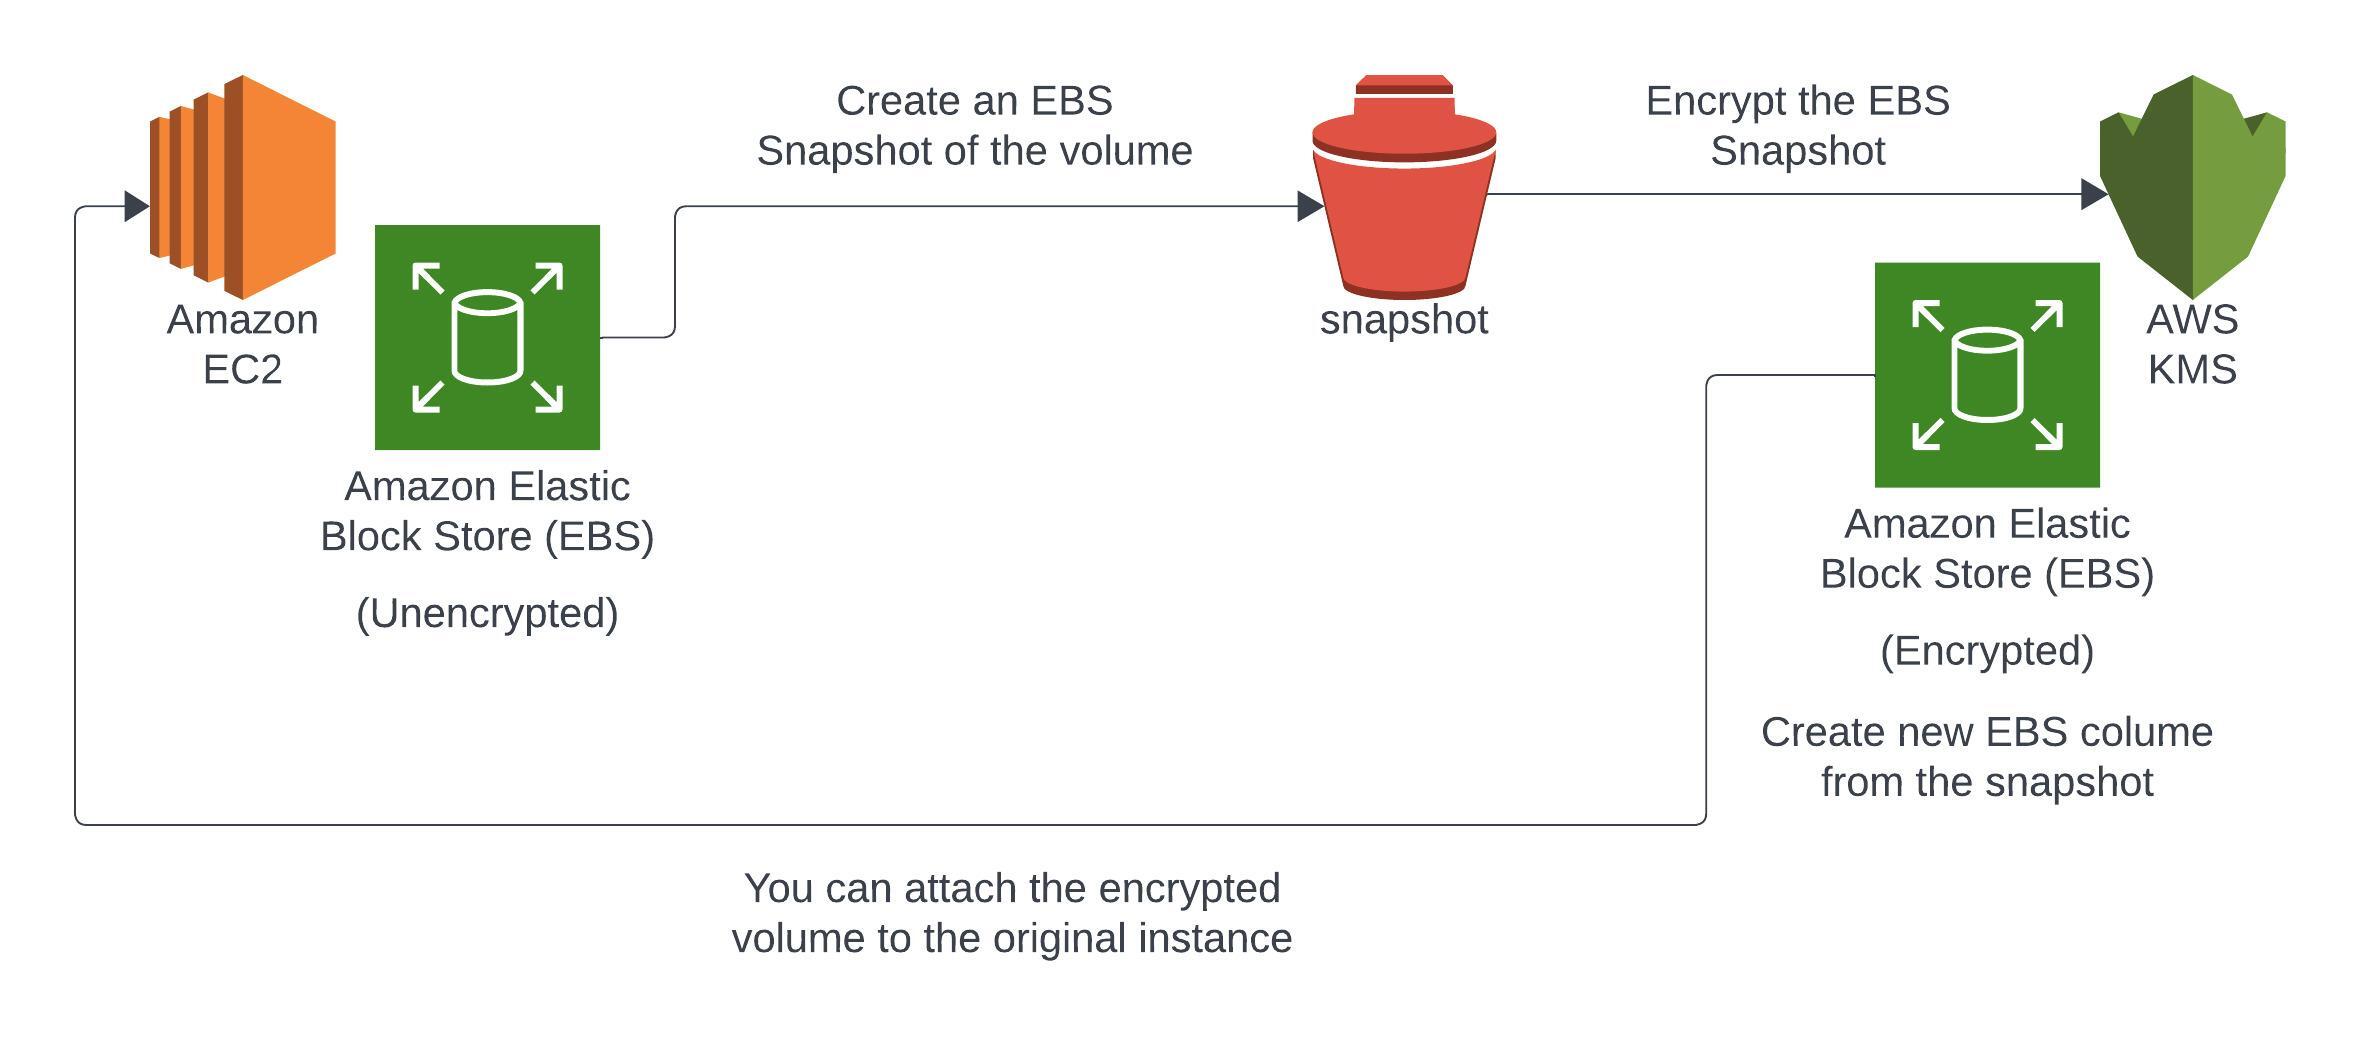 Create an EBS
Snapshot of the volume
Encrypt the EBS
Snapshot
Amazon
EC2
snapshot
AWS
KMS
Amazon Elastic
Block Store (EBS)
(Unencrypted)
Amazon Elastic
Block Store (EBS)
(Encrypted)
Create new EBS colume
from the snapshot
You can attach the encrypted
volume to the original instance